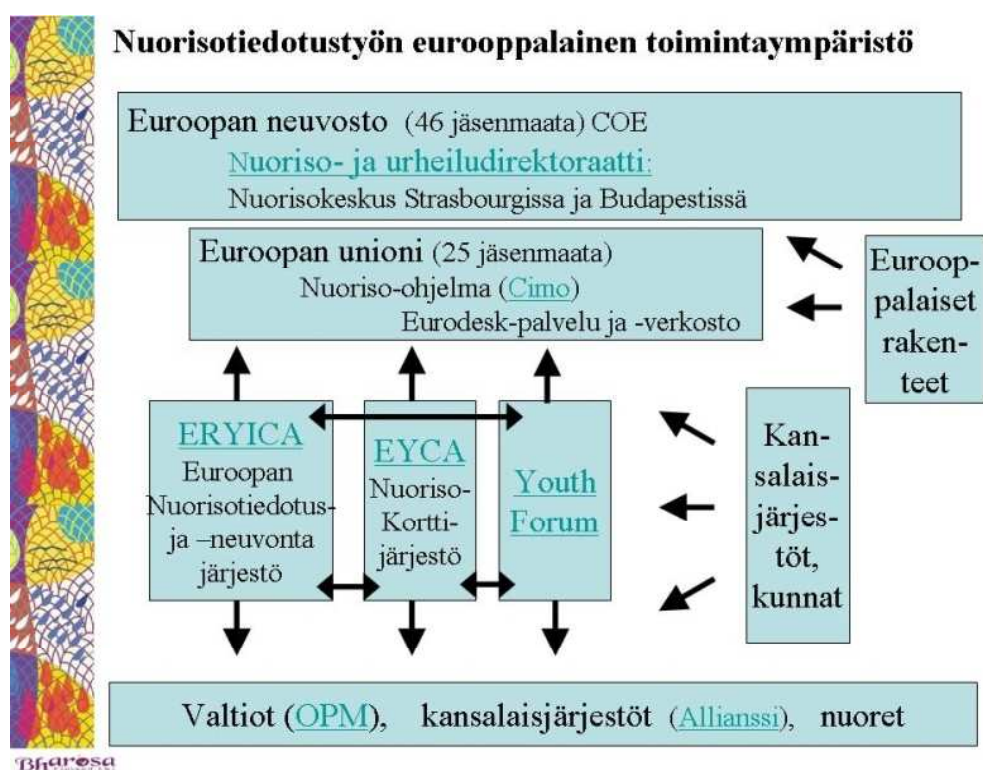 Nuorisotiedotustyön eurooppalainen toimintaympäristö
Euroopan neuvosto (46 jäsenmaata) COE
Nuoriso- ja urheiludirektoraatti:
Nuorisokeskus Strasbourgissa ja Budapestissä
Euroopan unioni (25 jäsenmaata)
Nuoriso-ohjelma (Cimo)
Eurodesk-palvelu ja -verkosto
Euroop-
palaiset
raken-
teet
ERYICA
Euroopan
Nuorisotiedotus-
ja –neuvonta
järjestö
EYCA
Nuoriso-
Kortti-
järjestö
Youth
Forum
Kan-
salais-
järjes-
töt,
kunnat
Valtiot (OPM), kansalaisjärjestöt (Allianssi), nuoret
Bharosa